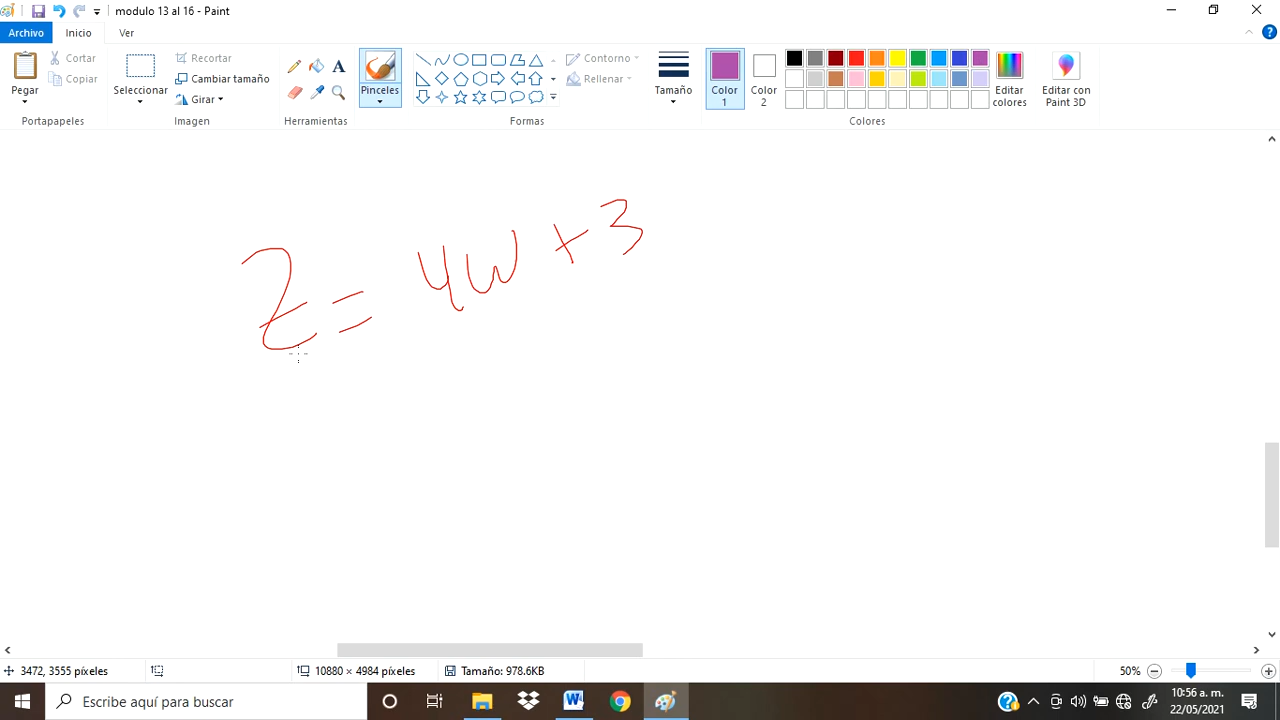 modulo 13 al 16 - Paint
Archivo Inicio Ver
Pegar Cortar Copiar
Portapapeles
Seleccionar Recortar Cambiar tamaño Girar
Imagen
A
Herramientas
Pinceles
Contorno
Rellenar
Formas
Tamaño
Color 1
Color 2
Editar colores
Editar con Paint 3D
Colores
Z = 4W + 3
3472, 3555 píxeles 10880 × 4984 píxeles Tamaño: 978.6KB 50%
Escribe aquí para buscar
10:56 a. m.
22/05/2021